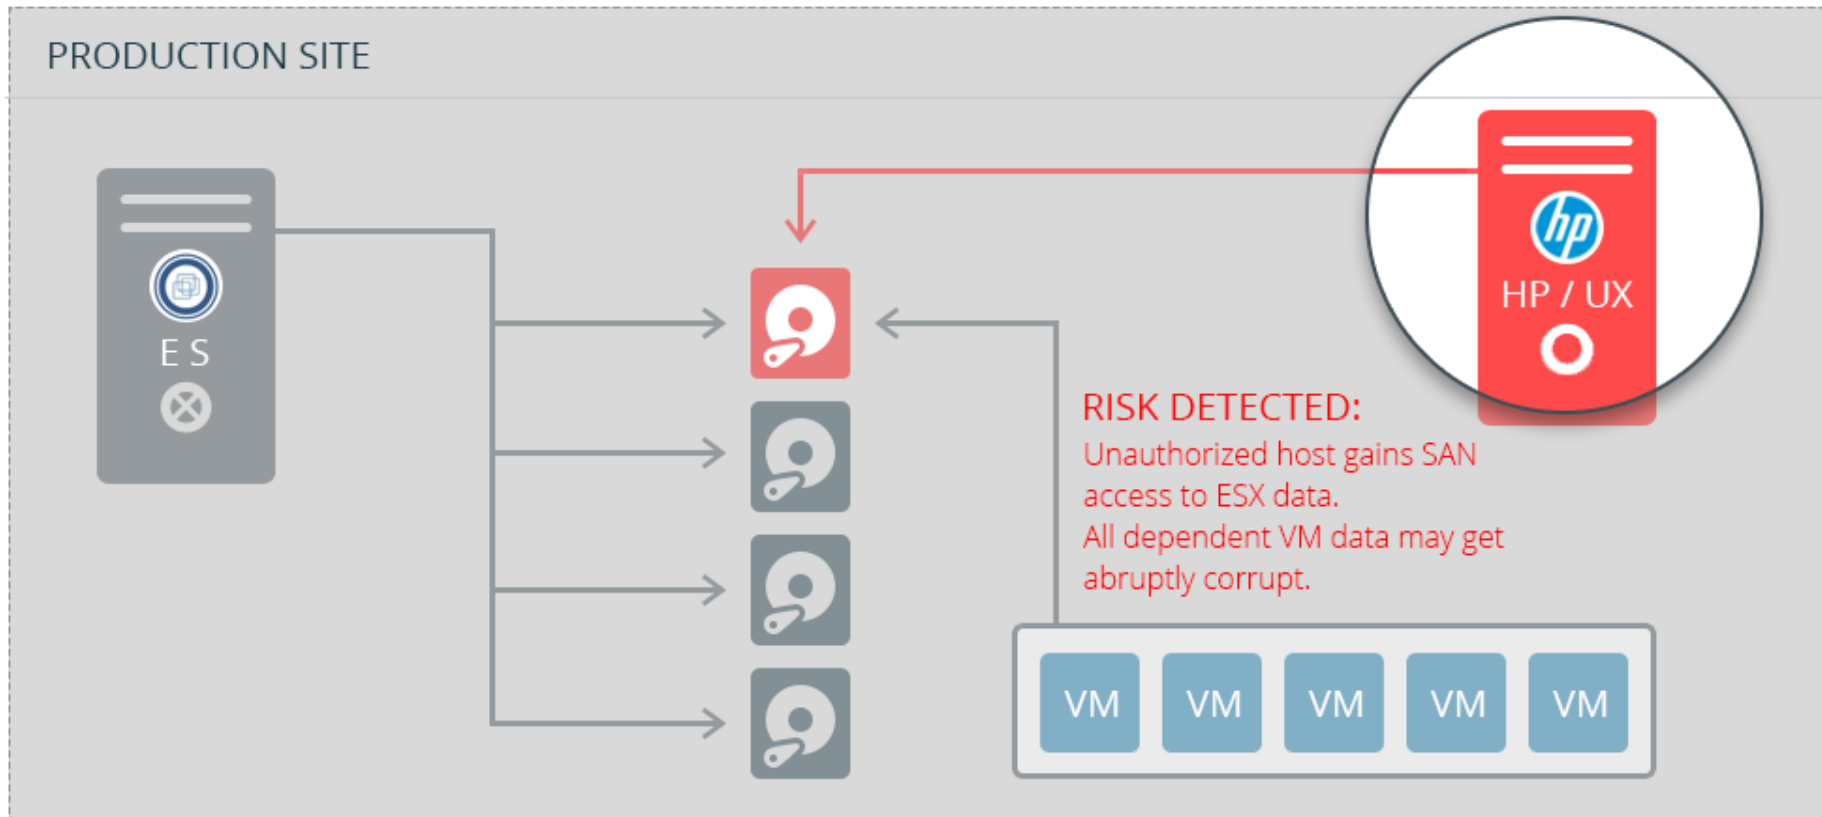 PRODUCTION SITE
hp
HP / UX
E S
RISK DETECTED:
Unauthorized host gains SAN
access to ESX data.
All dependent VM data may get
abruptly corrupt.
VM VM VM VM VM